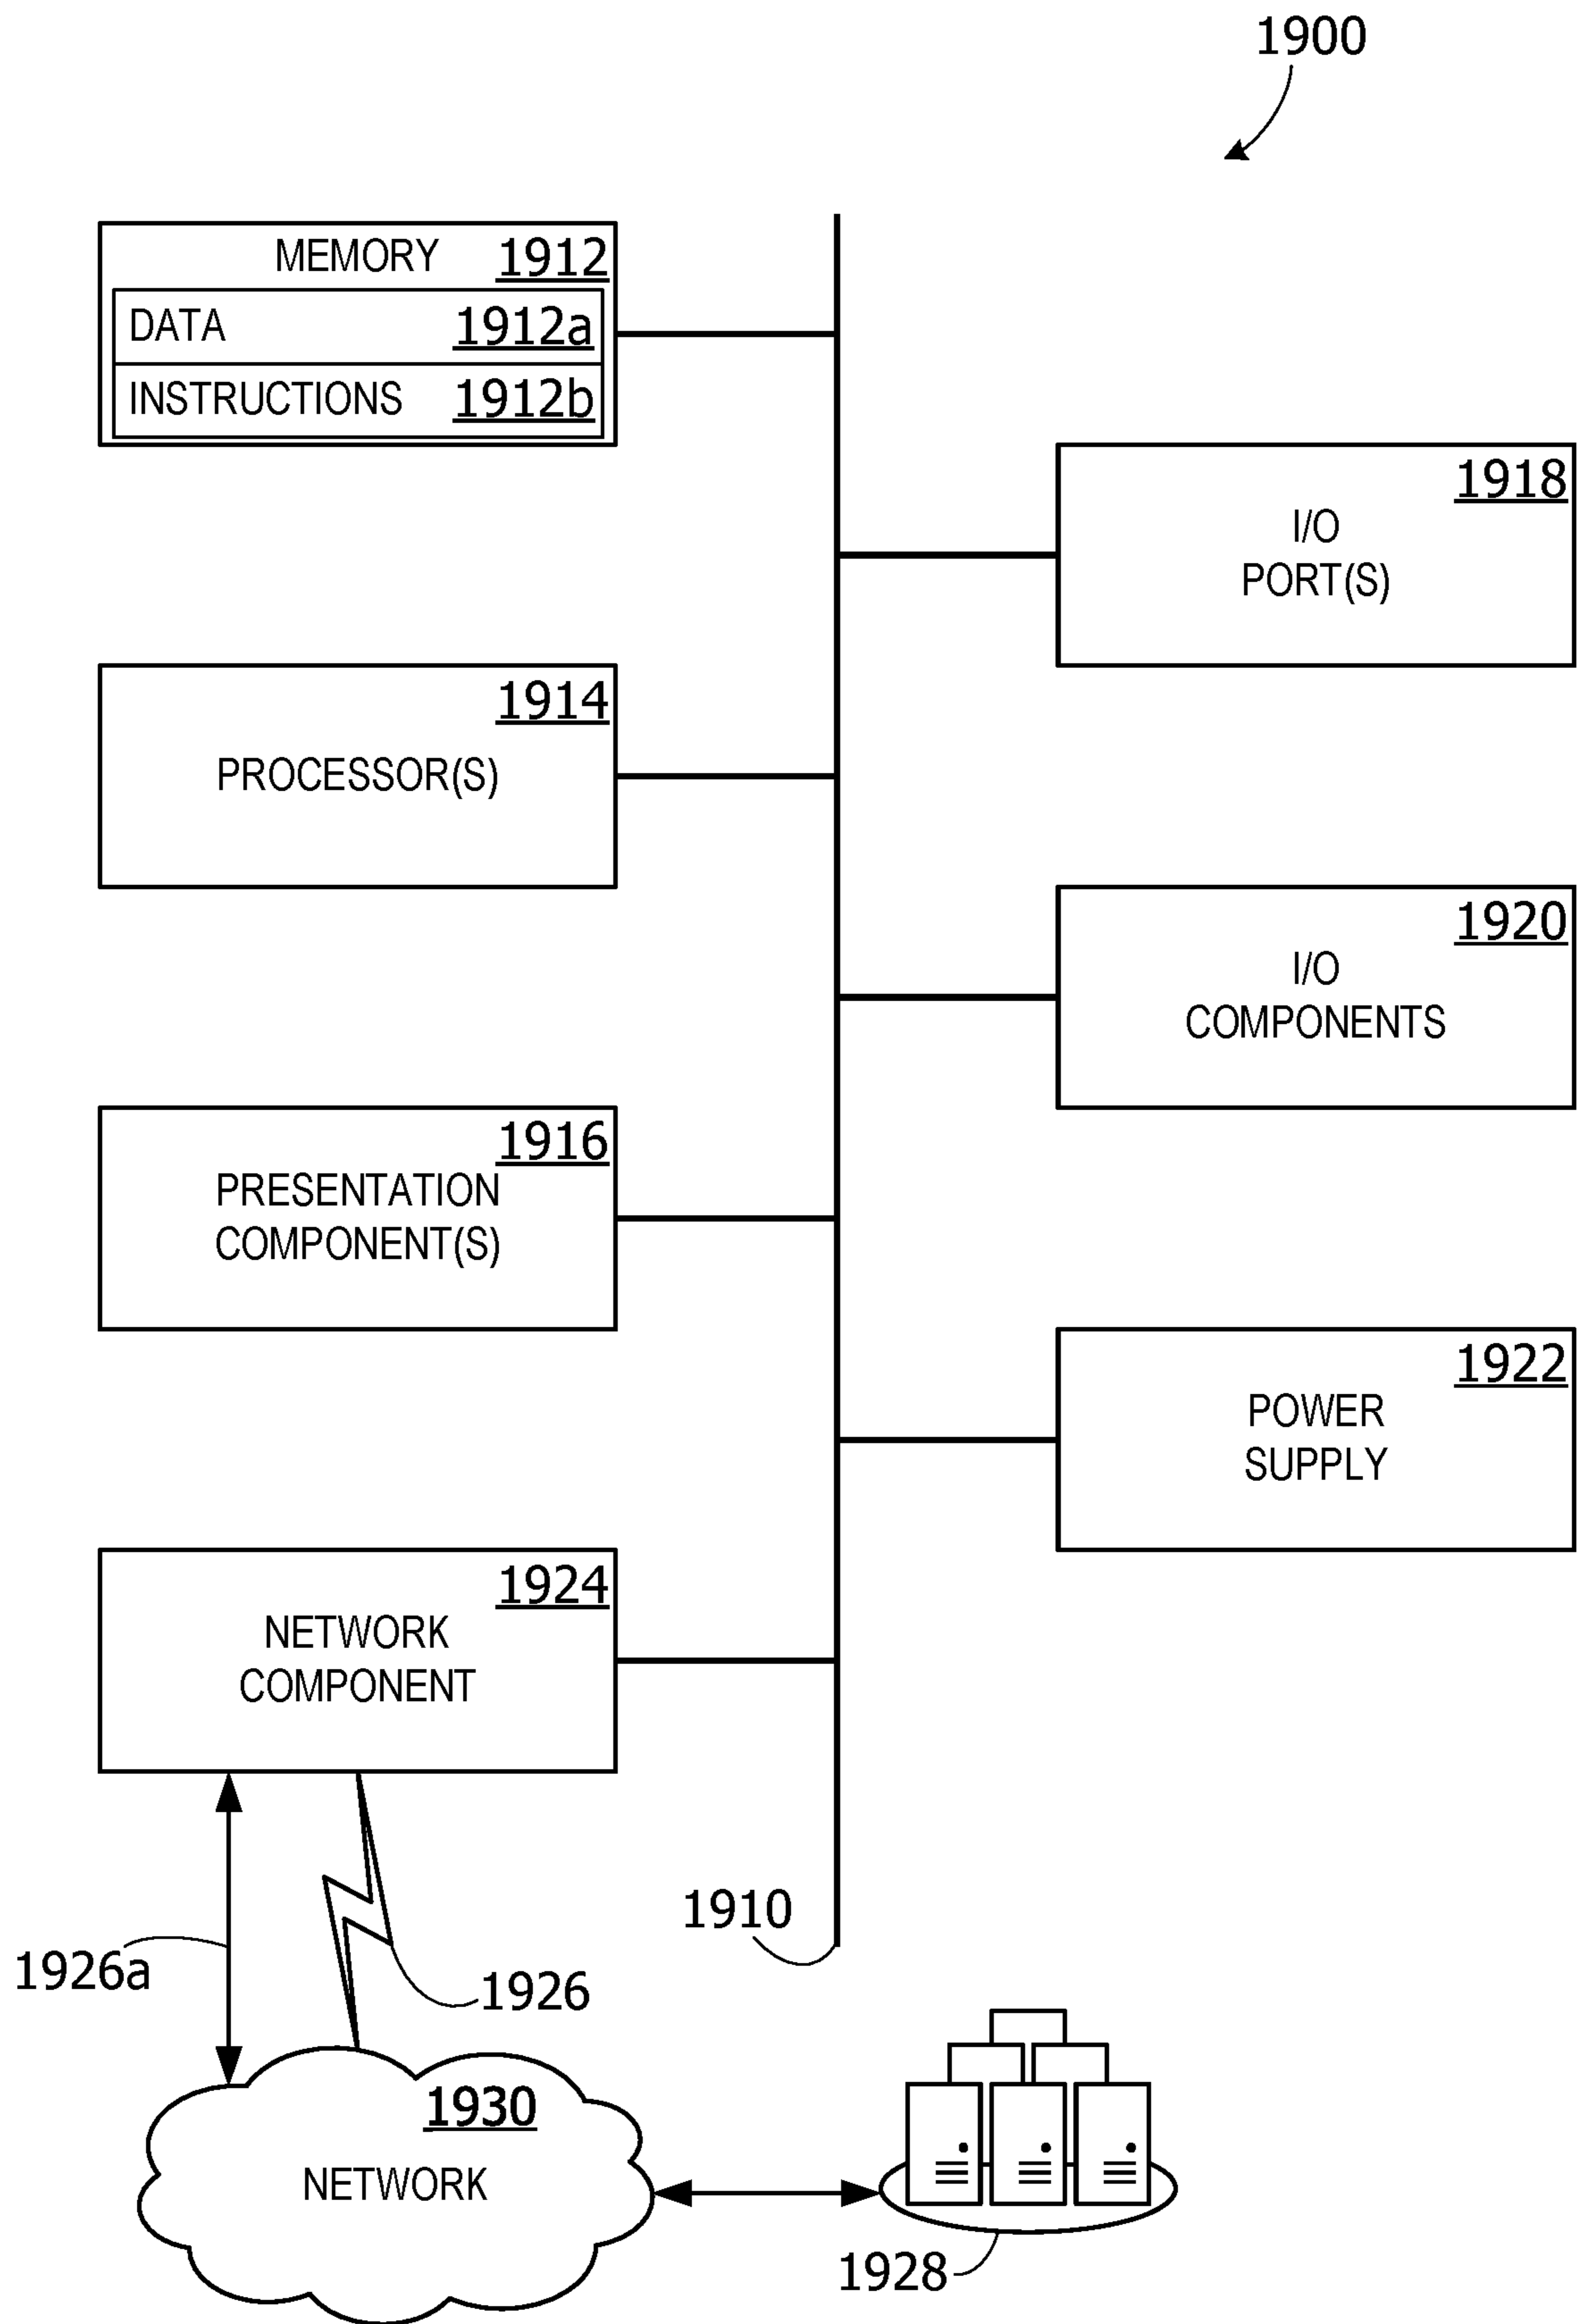 1900
MEMORY 1912
DATA 1912a
INSTRUCTIONS 1912b
1918
I/O
PORT(S)
1914
PROCESSOR(S)
1920
I/O
COMPONENTS
1916
PRESENTATION
COMPONENT(S)
1922
POWER
SUPPLY
1924
NETWORK
COMPONENT
1910
1926a
1926
1930
NETWORK
1928